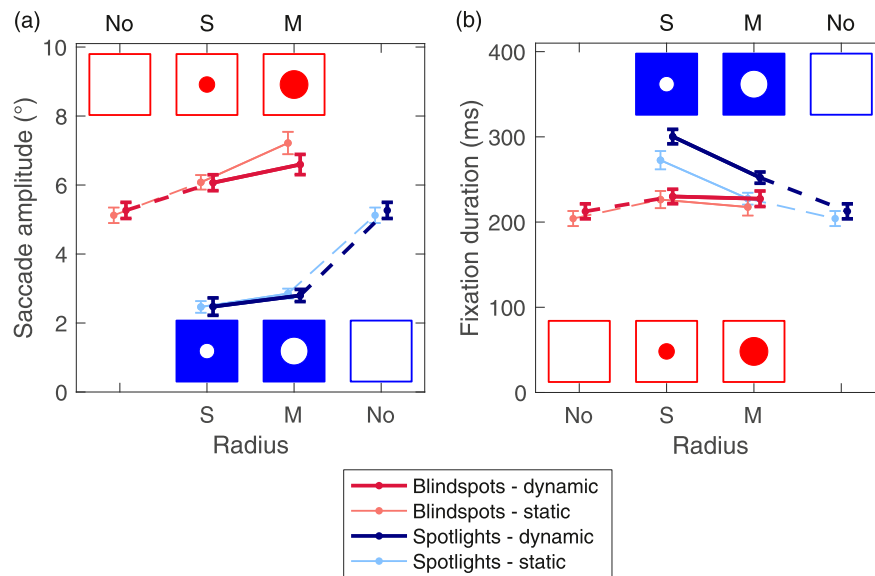 (a)
No S M
10
8
6
4
2
0
Saccade amplitude (°)
S M No
Radius
(b)
S M
400
300
200
100
0
Fixation duration (ms)
No S M
Radius
Blindspots - dynamic
Blindspots - static
Spotlights - dynamic
Spotlights - static